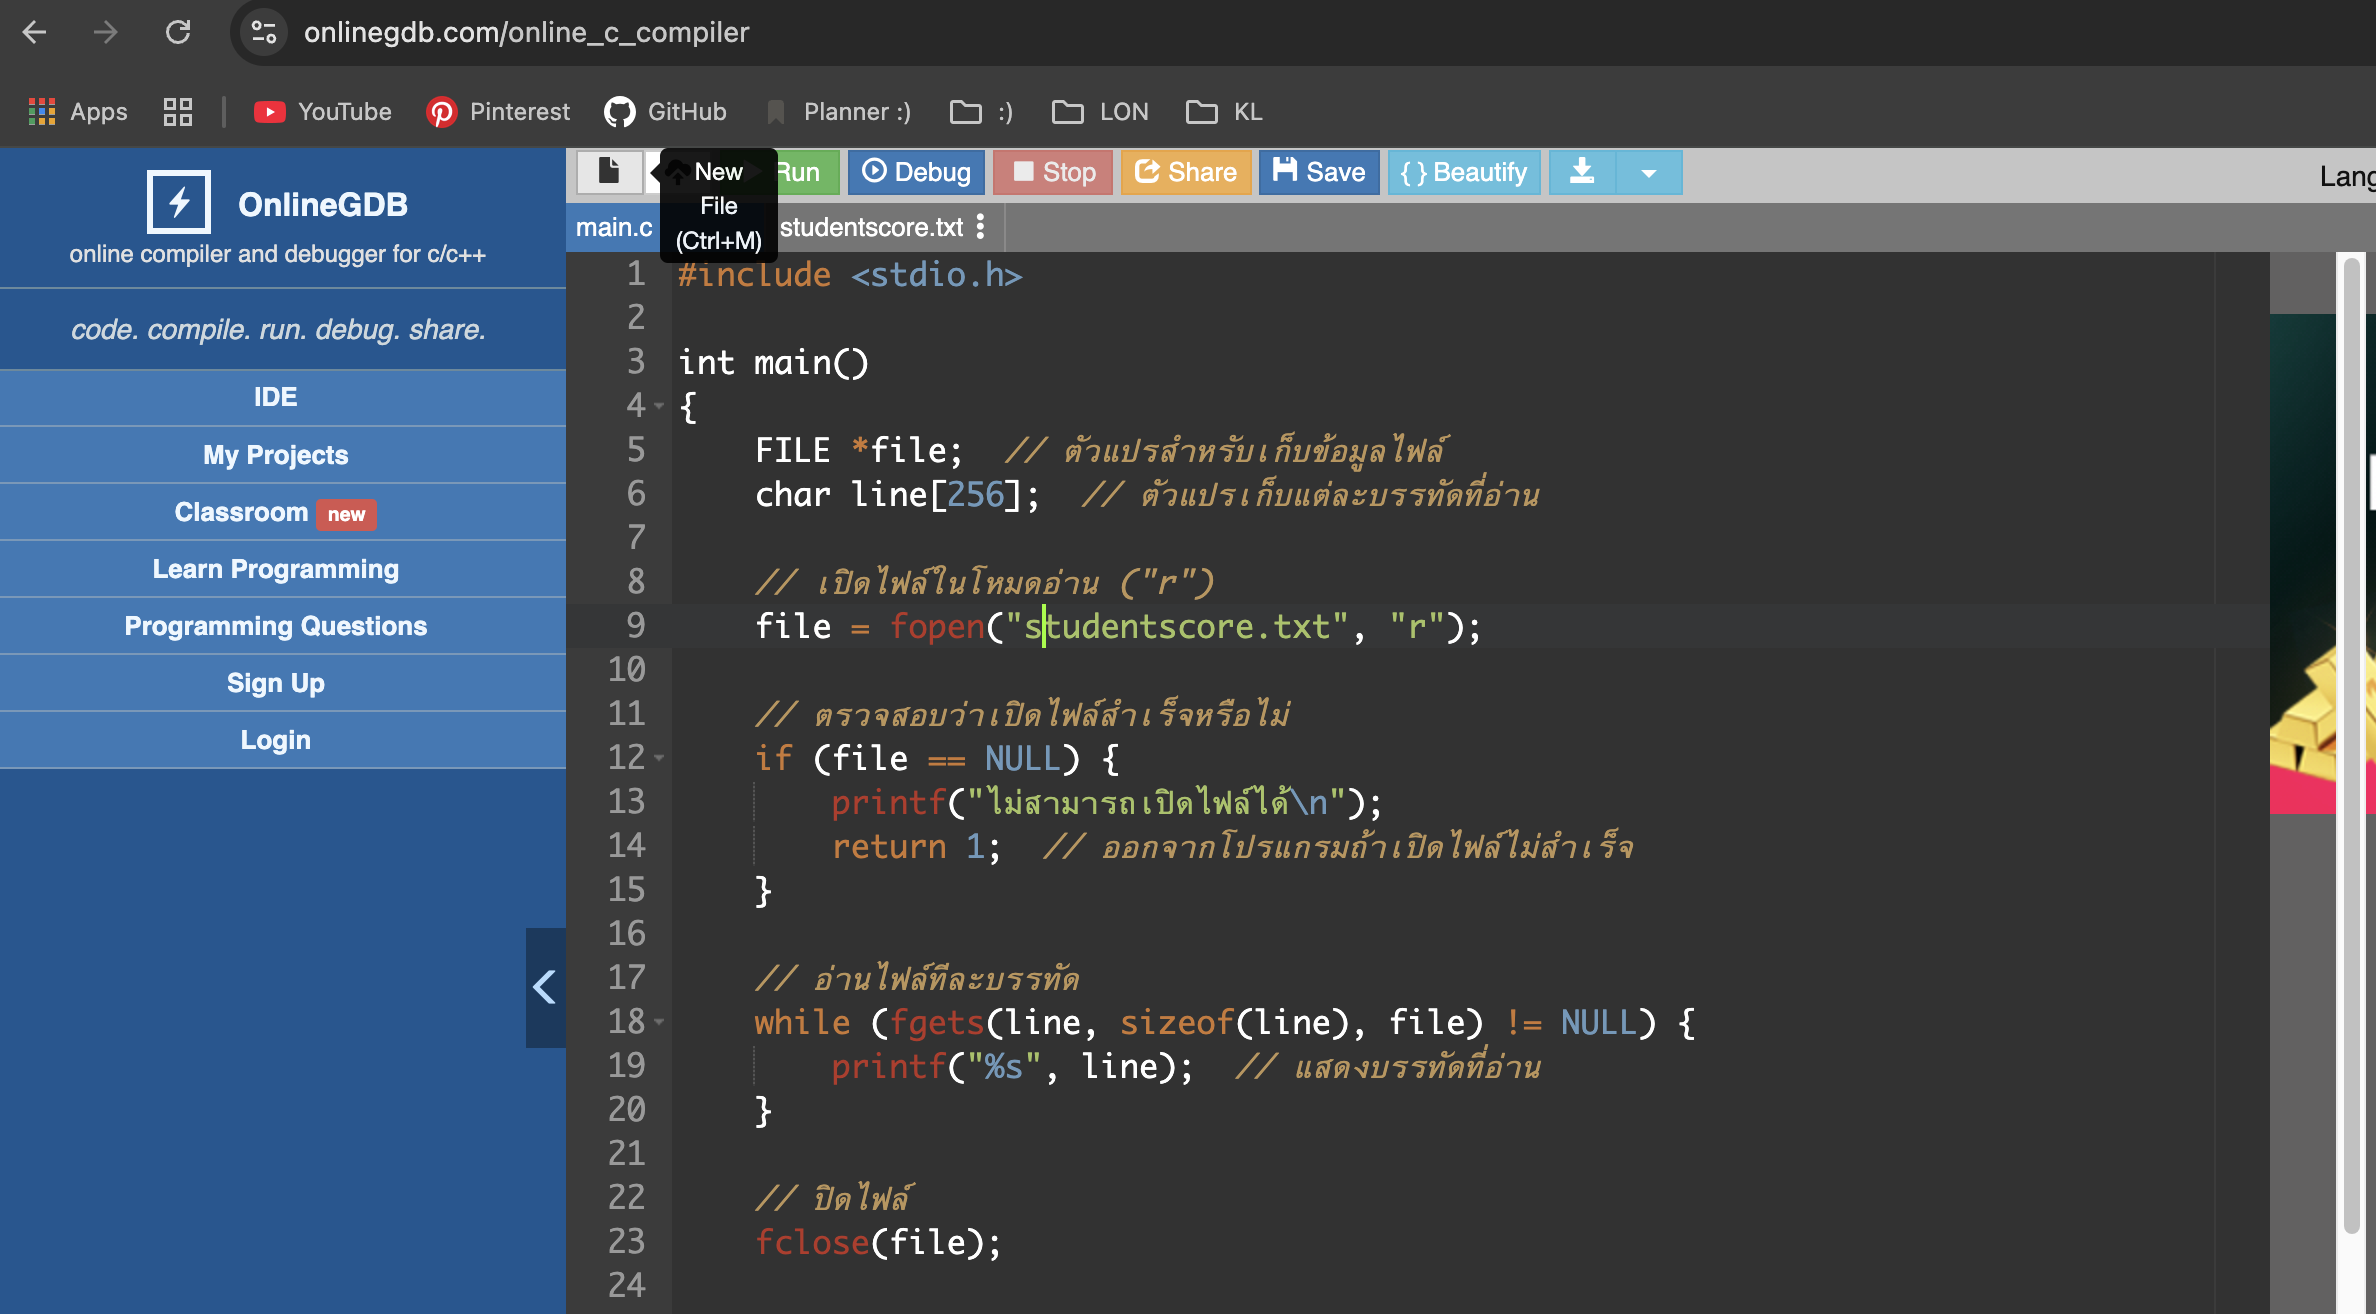 onlinegdb.com/online_c_compiler
Apps YouTube Pinterest GitHub Planner :) :) LON KL
OnlineGDB
online compiler and debugger for c/c++
code. compile. run. debug. share.
IDE
My Projects
Classroom new
Learn Programming
Programming Questions
Sign Up
Login
New File (Ctrl+M)
Run Debug Stop Share Save { } Beautify
main.c studentscore.txt
1 #include <stdio.h>
2
3 int main()
4 {
5     FILE *file;  // ตัวแปรสำหรับเก็บข้อมูลไฟล์
6     char line[256];  // ตัวแปรเก็บแต่ละบรรทัดที่อ่าน
7
8     // เปิดไฟล์ในโหมดอ่าน ("r")
9     file = fopen("studentscore.txt", "r");
10
11     // ตรวจสอบว่าเปิดไฟล์สำเร็จหรือไม่
12     if (file == NULL) {
13         printf("ไม่สามารถเปิดไฟล์ได้\n");
14         return 1;  // ออกจากโปรแกรมถ้าเปิดไฟล์ไม่สำเร็จ
15     }
16
17     // อ่านไฟล์ทีละบรรทัด
18     while (fgets(line, sizeof(line), file) != NULL) {
19         printf("%s", line);  // แสดงบรรทัดที่อ่าน
20     }
21
22     // ปิดไฟล์
23     fclose(file);
24